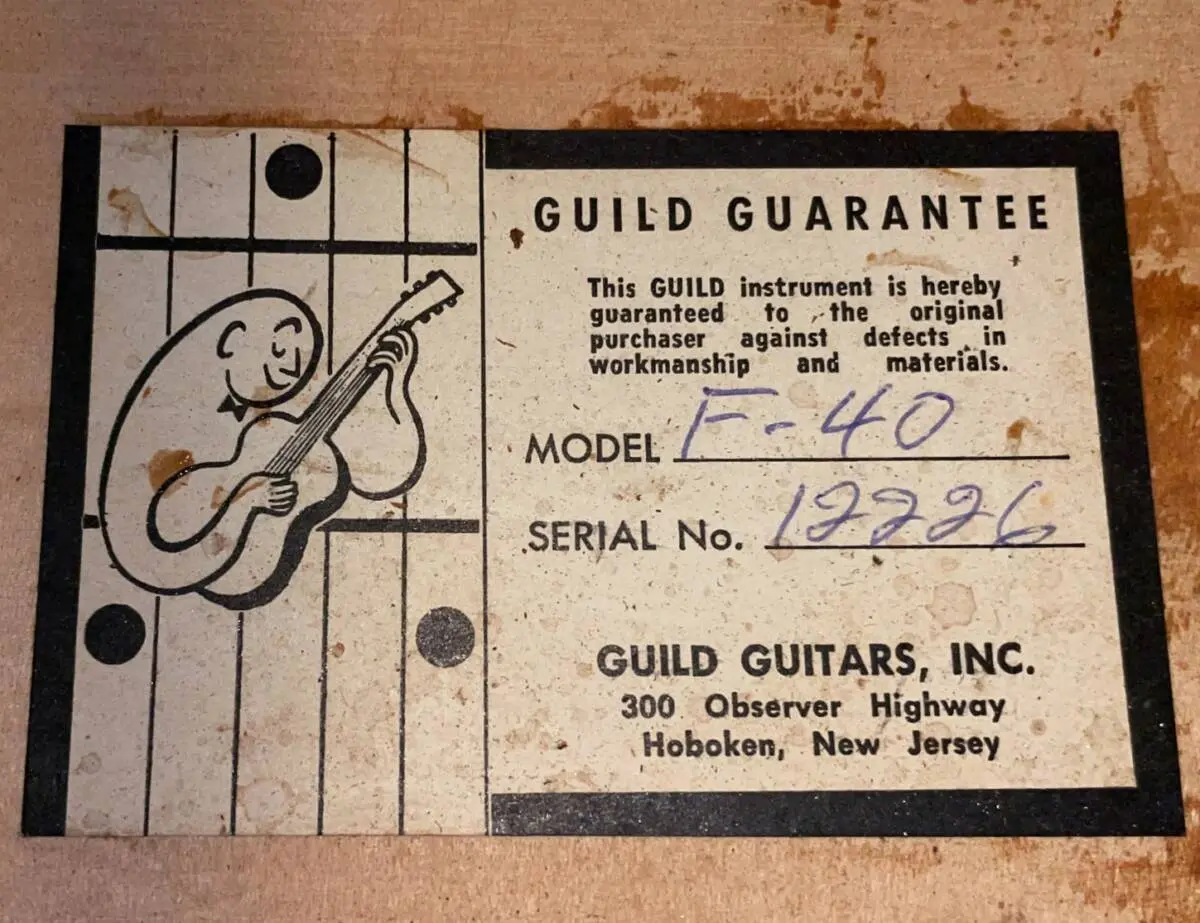 GUILD GUARANTEE
This GUILD instrument is hereby
guaranteed to the original
purchaser against defects in
workmanship and materials.
MODEL F-40
SERIAL No. 12226
GUILD GUITARS, INC.
300 Observer Highway
Hoboken, New Jersey